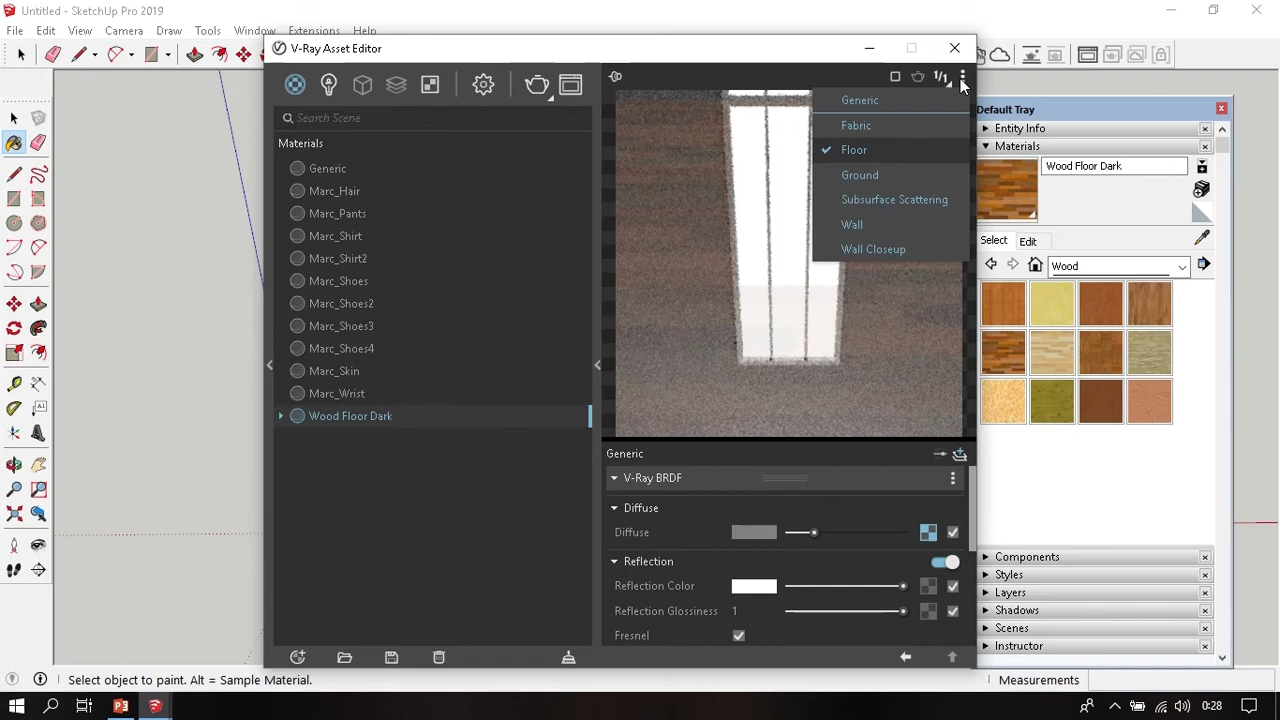 Untitled - SketchUp Pro 2019
File Edit View Camera Draw Tools Window Extensions Help
V-Ray Asset Editor
1/1
Search Scene
Materials
Generic
Marc_Hair
Marc_Pants
Marc_Shirt
Marc_Shirt2
Marc_Shoes
Marc_Shoes2
Marc_Shoes3
Marc_Shoes4
Marc_Skin
Marc_Wrist
Wood Floor Dark
Generic
Fabric
Floor
Ground
Subsurface Scattering
Wall
Wall Closeup
Generic
V-Ray BRDF
Diffuse
Diffuse
Reflection
Reflection Color
Reflection Glossiness 1
Fresnel
Default Tray
Entity Info
Materials
Wood Floor Dark
Select Edit
Wood
Components
Styles
Layers
Shadows
Scenes
Instructor
Select object to paint. Alt = Sample Material.
Measurements
0:28